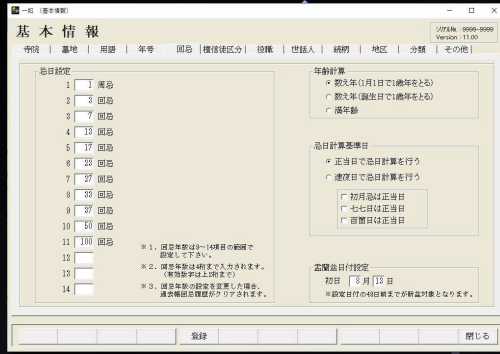 一如 (基本情報)
基本情報
シリアルNo. : 9999-9999
Version : 11.00
寺院 | 墓地 | 用語 | 年号 回忌 |檀信徒区分| 役職 | 世話人 | 続柄 | 地区 | 分類 | その他|
忌日設定
1 1 周忌
2 3 回忌
3 7 回忌
4 13 回忌
5 17 回忌
6 23 回忌
7 27 回忌
8 33 回忌
9 37 回忌
10 50 回忌
11 100 回忌
12
13
14
※1. 回忌年数は9~14項目の範囲で
設定して下さい。
※2. 回忌年数は4桁まで入力されます。
(有効数字は上2桁まで)
※3. 回忌年数の設定を変更した場合、
過去帳回忌履歴がクリアされます。
年齢計算
数え年(1月1日で1歳年をとる)
数え年(誕生日で1歳年をとる)
満年齢
忌日計算基準日
正当日で忌日計算を行う
逮夜日で忌日計算を行う
初月忌は正当日
七七日は正当日
百箇日は正当日
盂蘭盆日付設定
初日 8 月 13 日
※設定日付の49日前までが新盆対象となります。
登録
閉じる